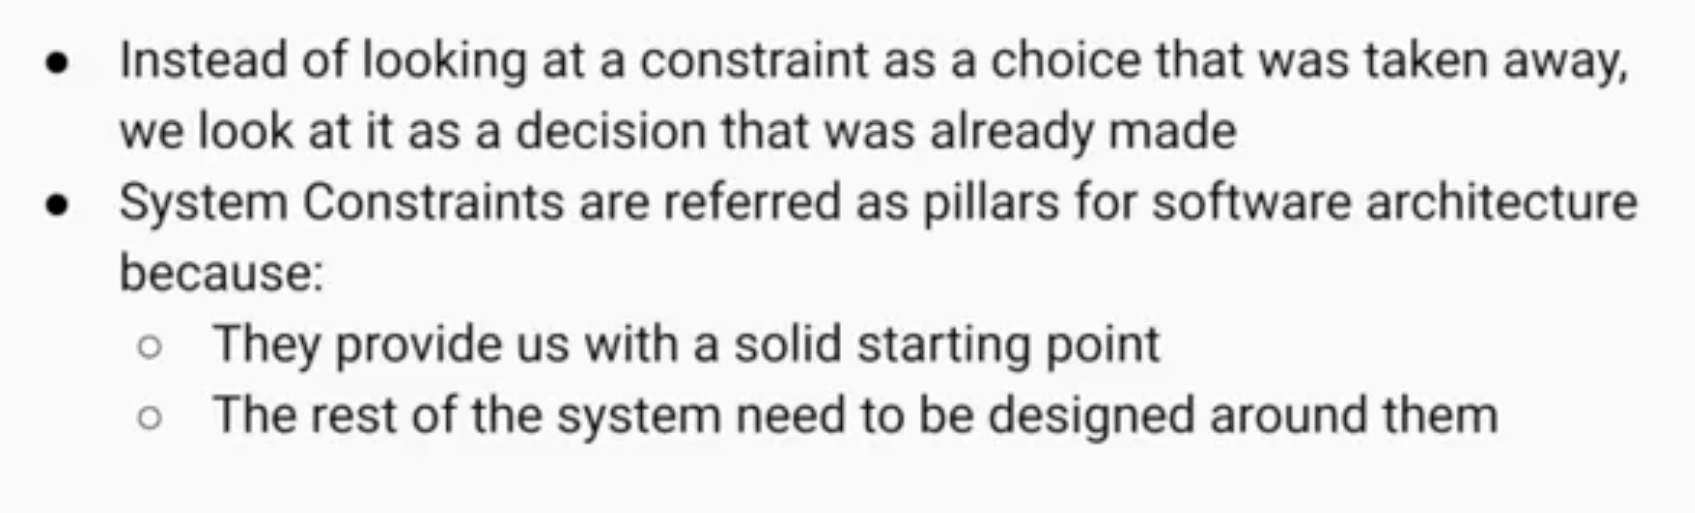 ● Instead of looking at a constraint as a choice that was taken away,
we look at it as a decision that was already made
● System Constraints are referred as pillars for software architecture
because:
○ They provide us with a solid starting point
○ The rest of the system need to be designed around them